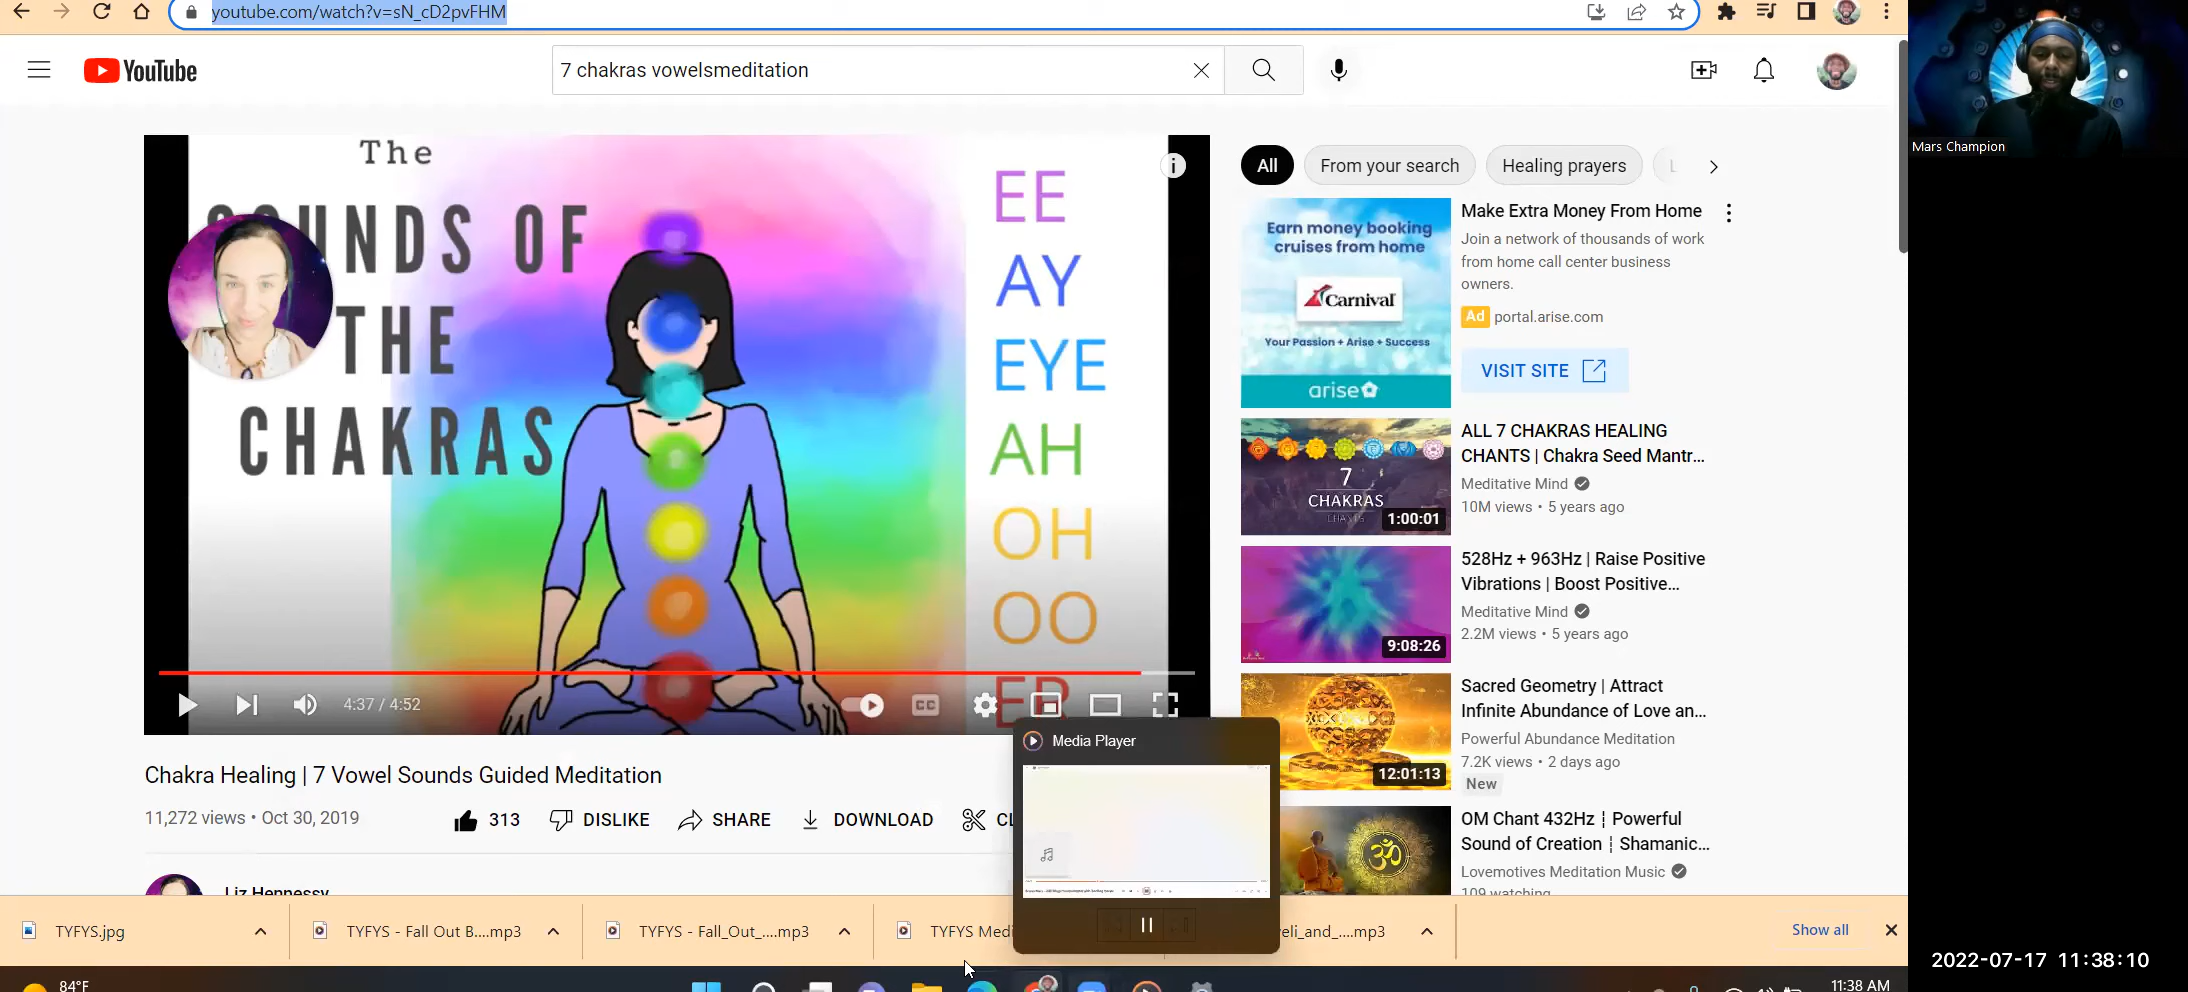 youtube.com/watch?v=sN_cD2pvFHM
YouTube
7 chakras vowelsmeditation
Mars Champion
The
SOUNDS OF
THE
CHAKRAS
EE
AY
EYE
AH
OH
OO
ER
4:37 / 4:52
CC
Chakra Healing | 7 Vowel Sounds Guided Meditation
11,272 views • Oct 30, 2019
313
DISLIKE
SHARE
DOWNLOAD
CL
Liz Hennessy
All
From your search
Healing prayers
L
Earn money booking
cruises from home
Carnival
Your Passion + Arise + Success
arise
Make Extra Money From Home
Join a network of thousands of work
from home call center business
owners.
Ad portal.arise.com
VISIT SITE
7
CHAKRAS
CHANTS
1:00:01
ALL 7 CHAKRAS HEALING
CHANTS | Chakra Seed Mantr...
Meditative Mind
10M views • 5 years ago
9:08:26
528Hz + 963Hz | Raise Positive
Vibrations | Boost Positive...
Meditative Mind
2.2M views • 5 years ago
12:01:13
Sacred Geometry | Attract
Infinite Abundance of Love an...
Powerful Abundance Meditation
7.2K views • 2 days ago
New
ॐ
OM Chant 432Hz ¦ Powerful
Sound of Creation ¦ Shamanic...
Lovemotives Meditation Music
109 watching
Media Player
TYFYS.jpg
TYFYS - Fall Out B....mp3
TYFYS - Fall_Out_....mp3
TYFYS Medi
eli_and_....mp3
Show all
84°F
11:38 AM
2022-07-17 11:38:10